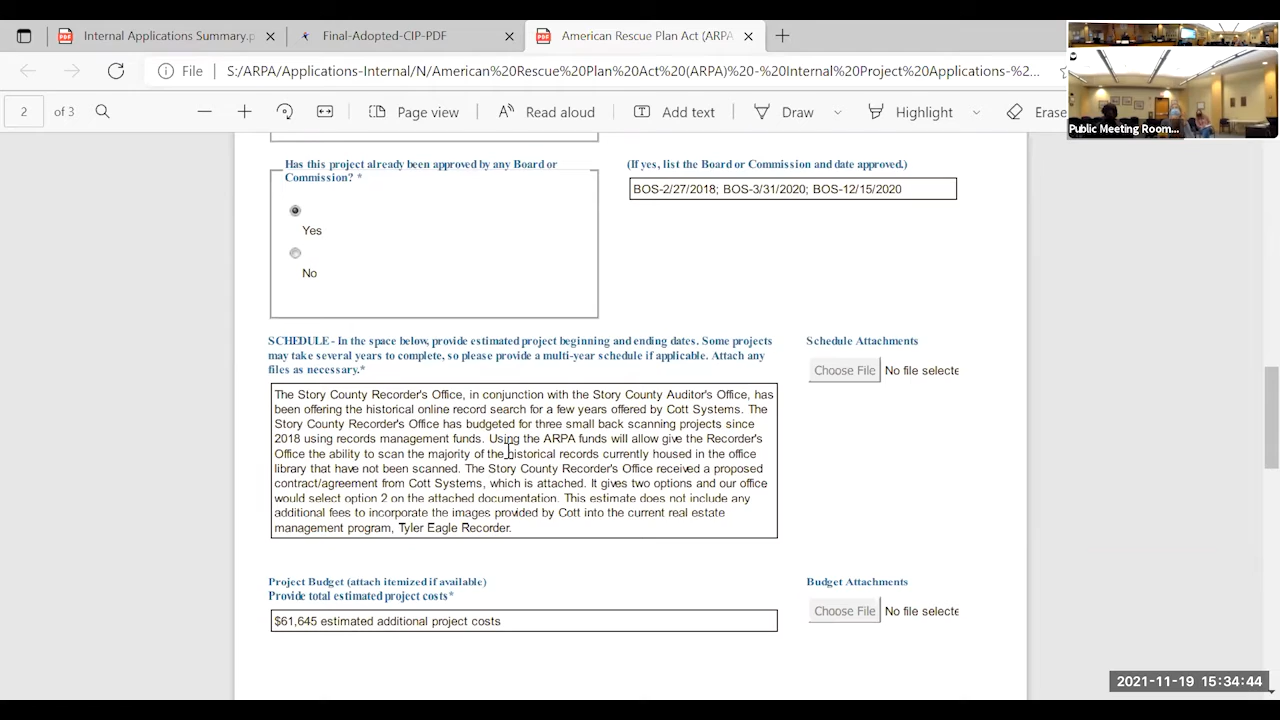 Internal Applications Summary.p
Final-Adopted-CIP-PDF
American Rescue Plan Act (ARPA
File
S:/ARPA/Applications-Internal/N/American%20Rescue%20Plan%20Act%20(ARPA)%20-%20Internal%20Project%20Applications-%2...
2 of 3
Page view
Read aloud
Add text
Draw
Highlight
Erase
Public Meeting Room...
Has this project already been approved by any Board or
Commission? *
(If yes, list the Board or Commission and date approved.)
BOS-2/27/2018; BOS-3/31/2020; BOS-12/15/2020
Yes
No
SCHEDULE - In the space below, provide estimated project beginning and ending dates. Some projects
may take several years to complete, so please provide a multi-year schedule if applicable. Attach any
files as necessary.*
Schedule Attachments
Choose File No file selecte
The Story County Recorder's Office, in conjunction with the Story County Auditor's Office, has
been offering the historical online record search for a few years offered by Cott Systems. The
Story County Recorder's Office has budgeted for three small back scanning projects since
2018 using records management funds. Using the ARPA funds will allow give the Recorder's
Office the ability to scan the majority of the historical records currently housed in the office
library that have not been scanned. The Story County Recorder's Office received a proposed
contract/agreement from Cott Systems, which is attached. It gives two options and our office
would select option 2 on the attached documentation. This estimate does not include any
additional fees to incorporate the images provided by Cott into the current real estate
management program, Tyler Eagle Recorder.
Project Budget (attach itemized if available)
Provide total estimated project costs*
Budget Attachments
Choose File No file selecte
$61,645 estimated additional project costs
2021-11-19 15:34:44